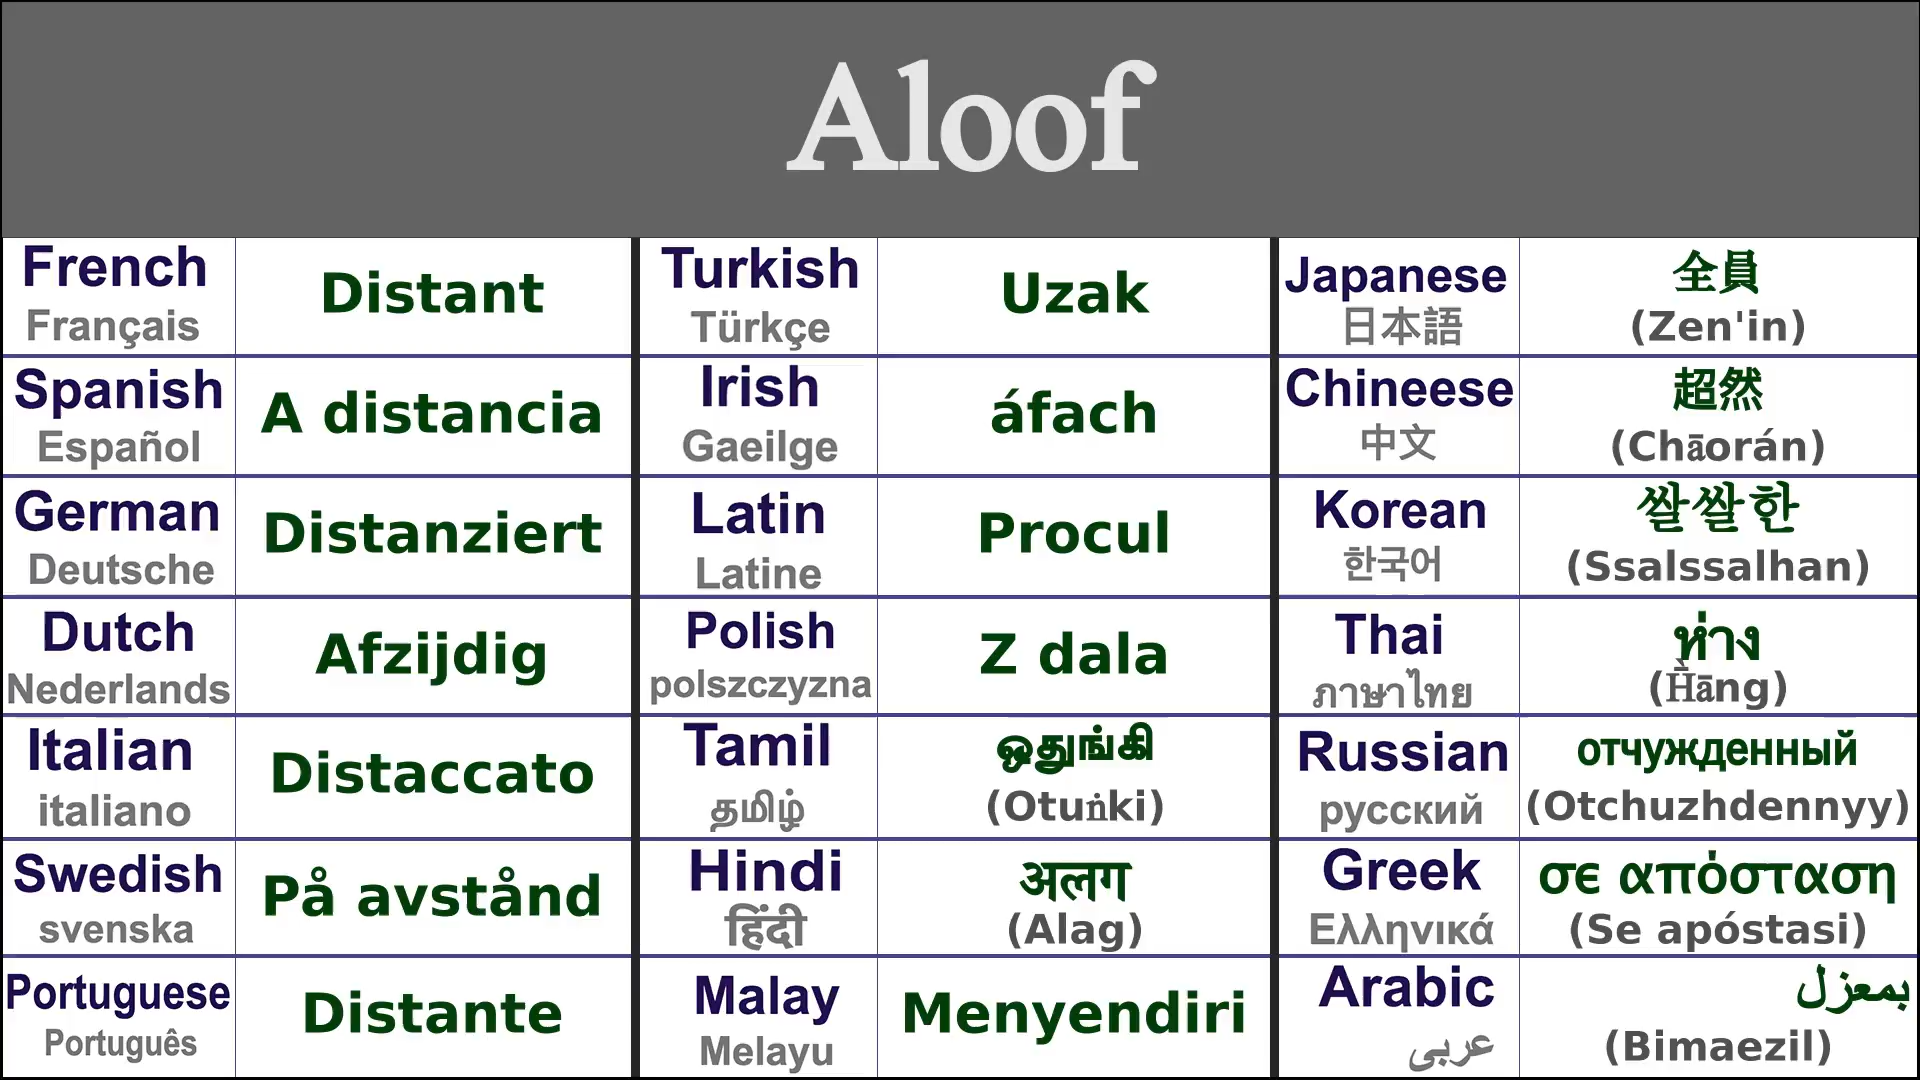 Aloof
French
Français
Distant
Turkish
Türkçe
Uzak
Japanese
日本語
全員
(Zen'in)
Spanish
Español
A distancia
Irish
Gaeilge
áfach
Chineese
中文
超然
(Chāorán)
German
Deutsche
Distanziert
Latin
Latine
Procul
Korean
한국어
쌀쌀한
(Ssalssalhan)
Dutch
Nederlands
Afzijdig
Polish
polszczyzna
Z dala
Thai
ภาษาไทย
ห่าง
(H̀āng)
Italian
italiano
Distaccato
Tamil
தமிழ்
ஒதுங்கி
(Otuṅki)
Russian
русский
отчужденный
(Otchuzhdennyy)
Swedish
svenska
På avstånd
Hindi
हिंदी
अलग
(Alag)
Greek
Ελληνικά
σε απόσταση
(Se apóstasi)
Portuguese
Português
Distante
Malay
Melayu
Menyendiri
Arabic
عربى
بمعزل
(Bimaezil)